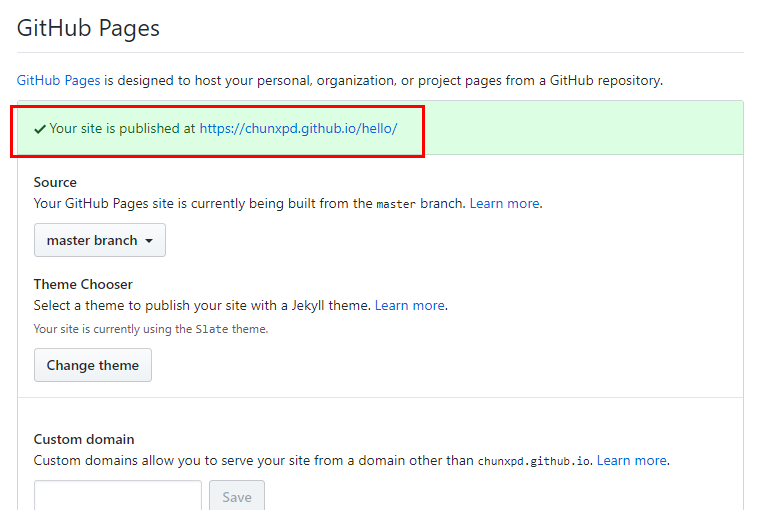 GitHub Pages
GitHub Pages is designed to host your personal, organization, or project pages from a GitHub repository.
✓ Your site is published at https://chunxpd.github.io/hello/
Source
Your GitHub Pages site is currently being built from the master branch. Learn more.
master branch
Theme Chooser
Select a theme to publish your site with a Jekyll theme. Learn more.
Your site is currently using the Slate theme.
Change theme
Custom domain
Custom domains allow you to serve your site from a domain other than chunxpd.github.io. Learn more.
Save